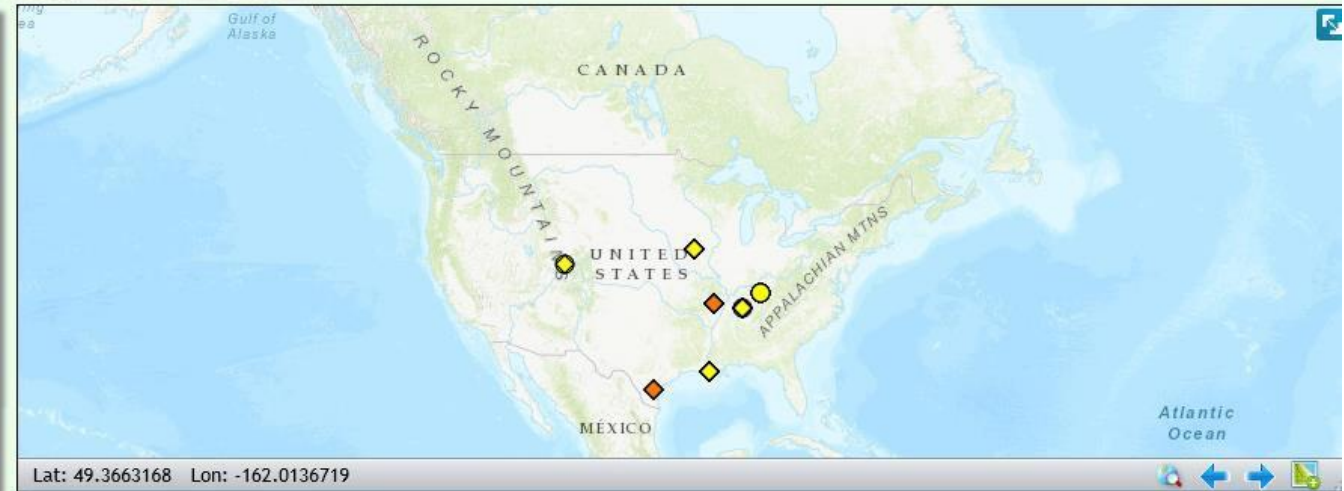 Gulf of
Alaska
CANADA
ROCKY MOUNTAINS
UNITED
STATES
APPALACHIAN MTNS
MÉXICO
Atlantic
Ocean
Lat: 49.3663168 Lon: -162.0136719